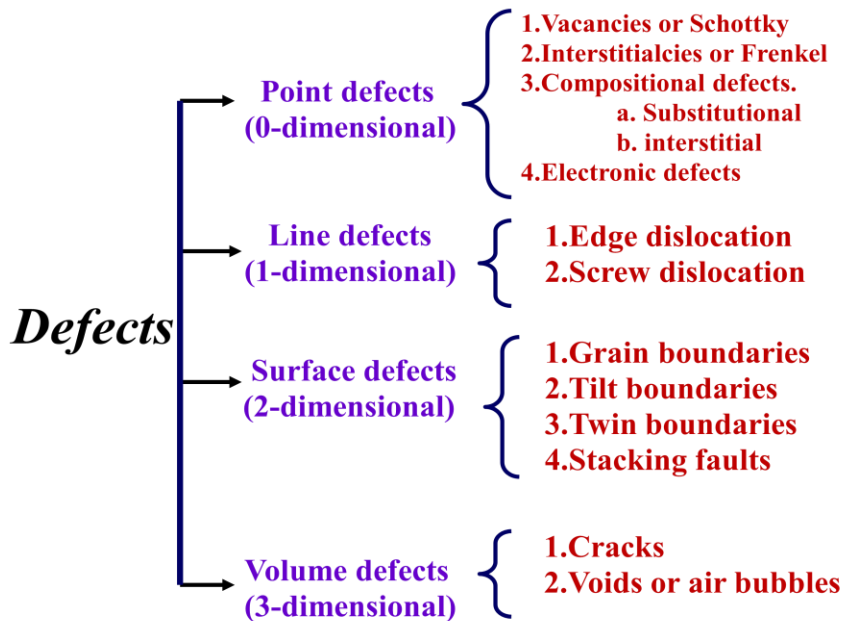 Defects
Point defects
(0-dimensional)
1.Vacancies or Schottky
2.Interstitialcies or Frenkel
3.Compositional defects.
a. Substitutional
b. interstitial
4.Electronic defects
Line defects
(1-dimensional)
1.Edge dislocation
2.Screw dislocation
Surface defects
(2-dimensional)
1.Grain boundaries
2.Tilt boundaries
3.Twin boundaries
4.Stacking faults
Volume defects
(3-dimensional)
1.Cracks
2.Voids or air bubbles